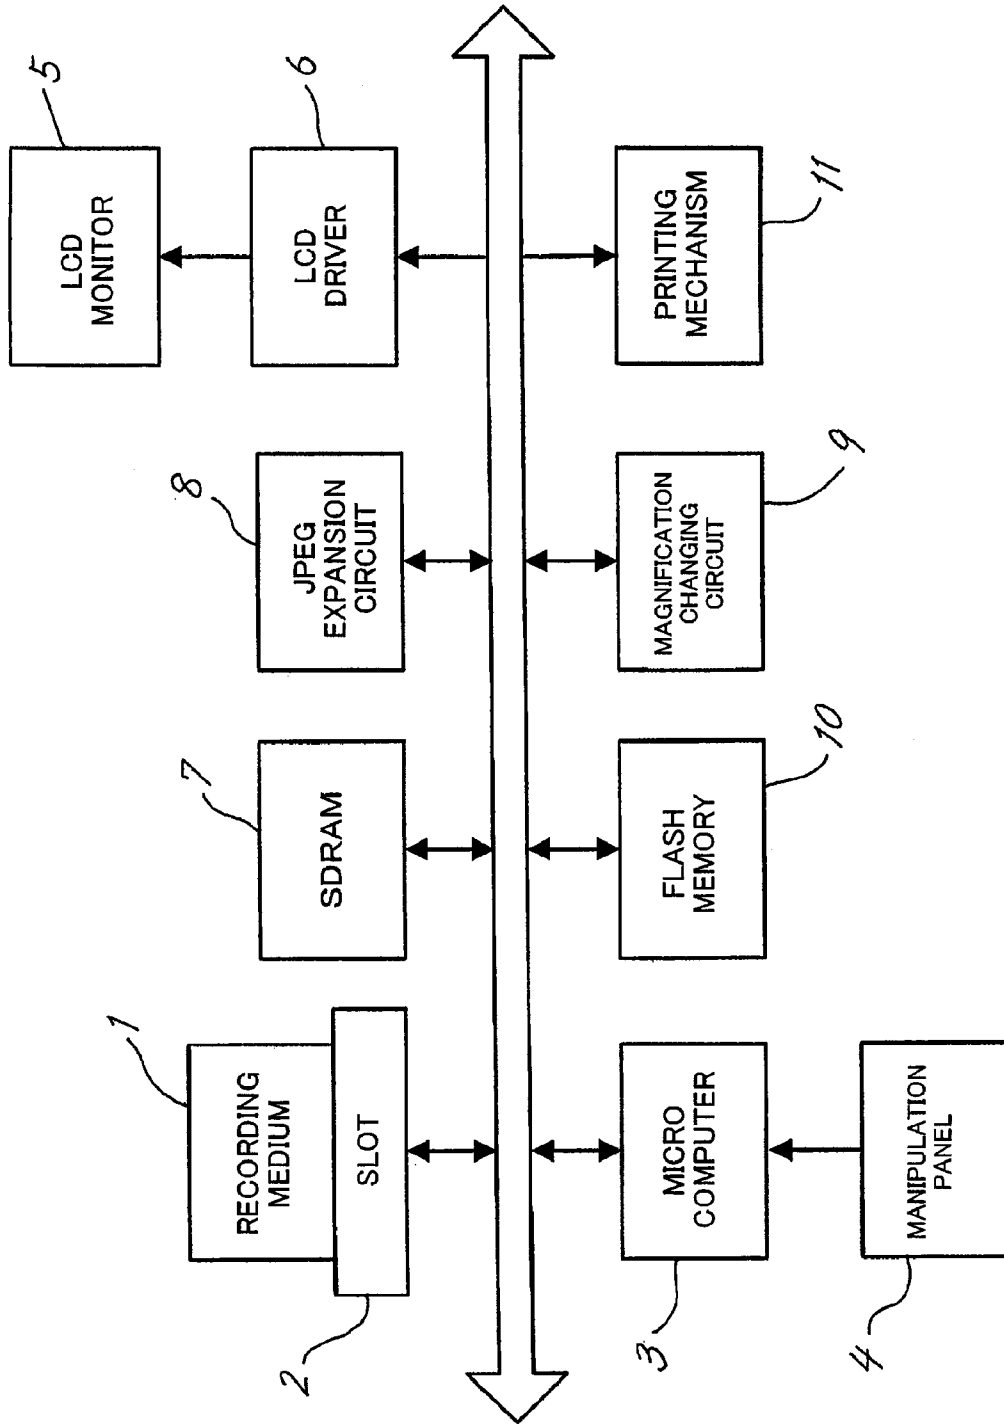 1
RECORDING
MEDIUM
SLOT
2
7
SDRAM
8
JPEG
EXPANSION
CIRCUIT
5
LCD
MONITOR
6
LCD
DRIVER
3
MICRO
COMPUTER
4
MANIPULATION
PANEL
10
FLASH
MEMORY
9
MAGNIFICATION
CHANGING
CIRCUIT
11
PRINTING
MECHANISM